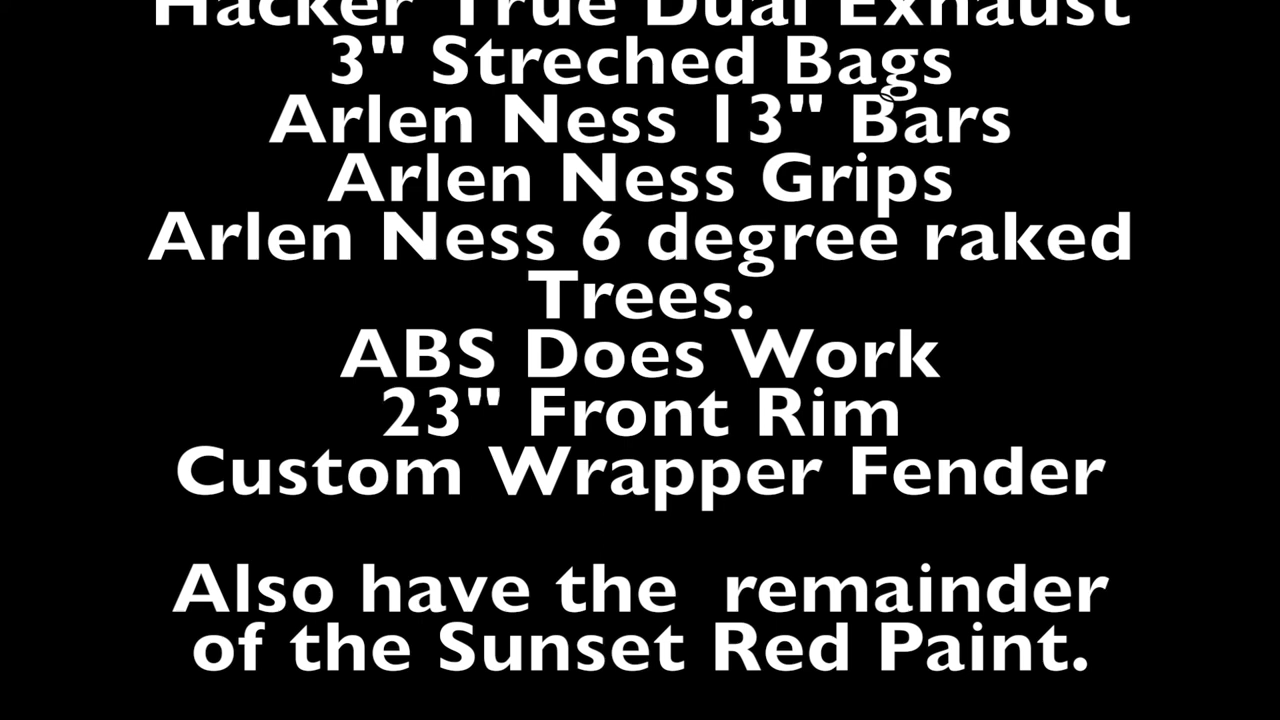 Hacker True Dual Exhaust
3" Streched Bags
Arlen Ness 13" Bars
Arlen Ness Grips
Arlen Ness 6 degree raked
Trees.
ABS Does Work
23" Front Rim
Custom Wrapper Fender
Also have the remainder
of the Sunset Red Paint.